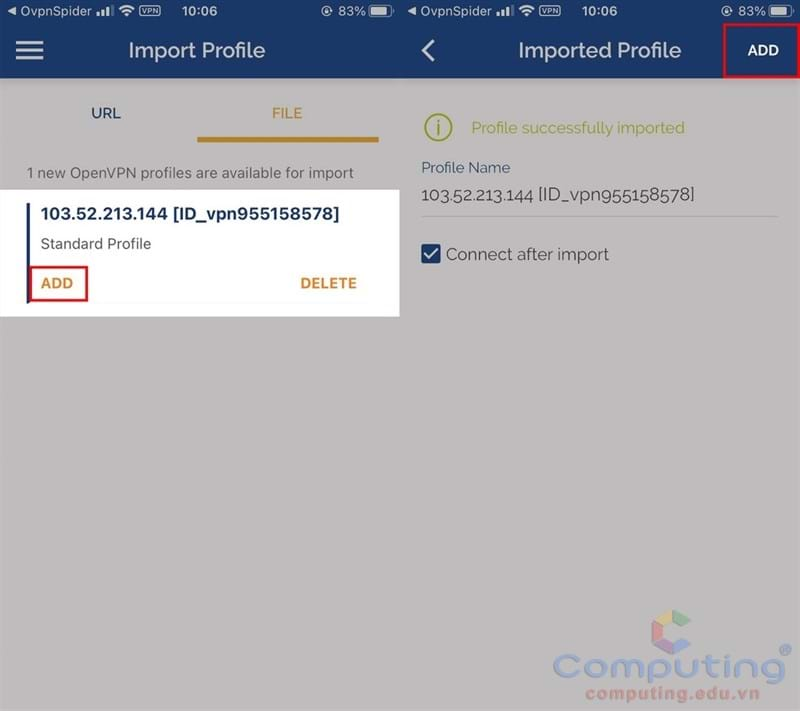 OvpnSpider VPN 10:06 83%
Import Profile
URL FILE
1 new OpenVPN profiles are available for import
103.52.213.144 [ID_vpn955158578]
Standard Profile
ADD DELETE
OvpnSpider VPN 10:06 83%
Imported Profile ADD
Profile successfully imported
Profile Name
103.52.213.144 [ID_vpn955158578]
Connect after import
Computing®
computing.edu.vn